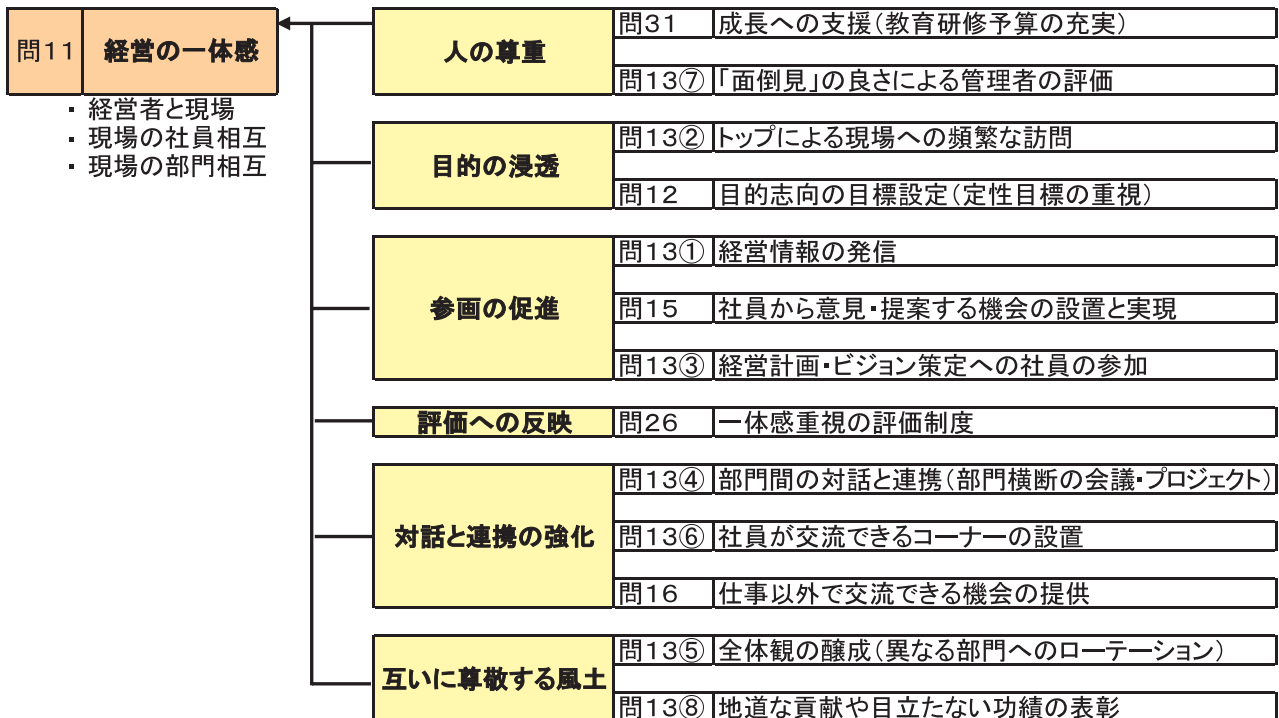 問11 経営の一体感
・ 経営者と現場
・ 現場の社員相互
・ 現場の部門相互
人の尊重
問31 成長への支援(教育研修予算の充実)
問13⑦ 「面倒見」の良さによる管理者の評価
目的の浸透
問13② トップによる現場への頻繁な訪問
問12 目的志向の目標設定(定性目標の重視)
参画の促進
問13① 経営情報の発信
問15 社員から意見・提案する機会の設置と実現
問13③ 経営計画・ビジョン策定への社員の参加
評価への反映
問26 一体感重視の評価制度
対話と連携の強化
問13④ 部門間の対話と連携(部門横断の会議・プロジェクト)
問13⑥ 社員が交流できるコーナーの設置
問16 仕事以外で交流できる機会の提供
互いに尊敬する風土
問13⑤ 全体観の醸成(異なる部門へのローテーション)
問13⑧ 地道な貢献や目立たない功績の表彰